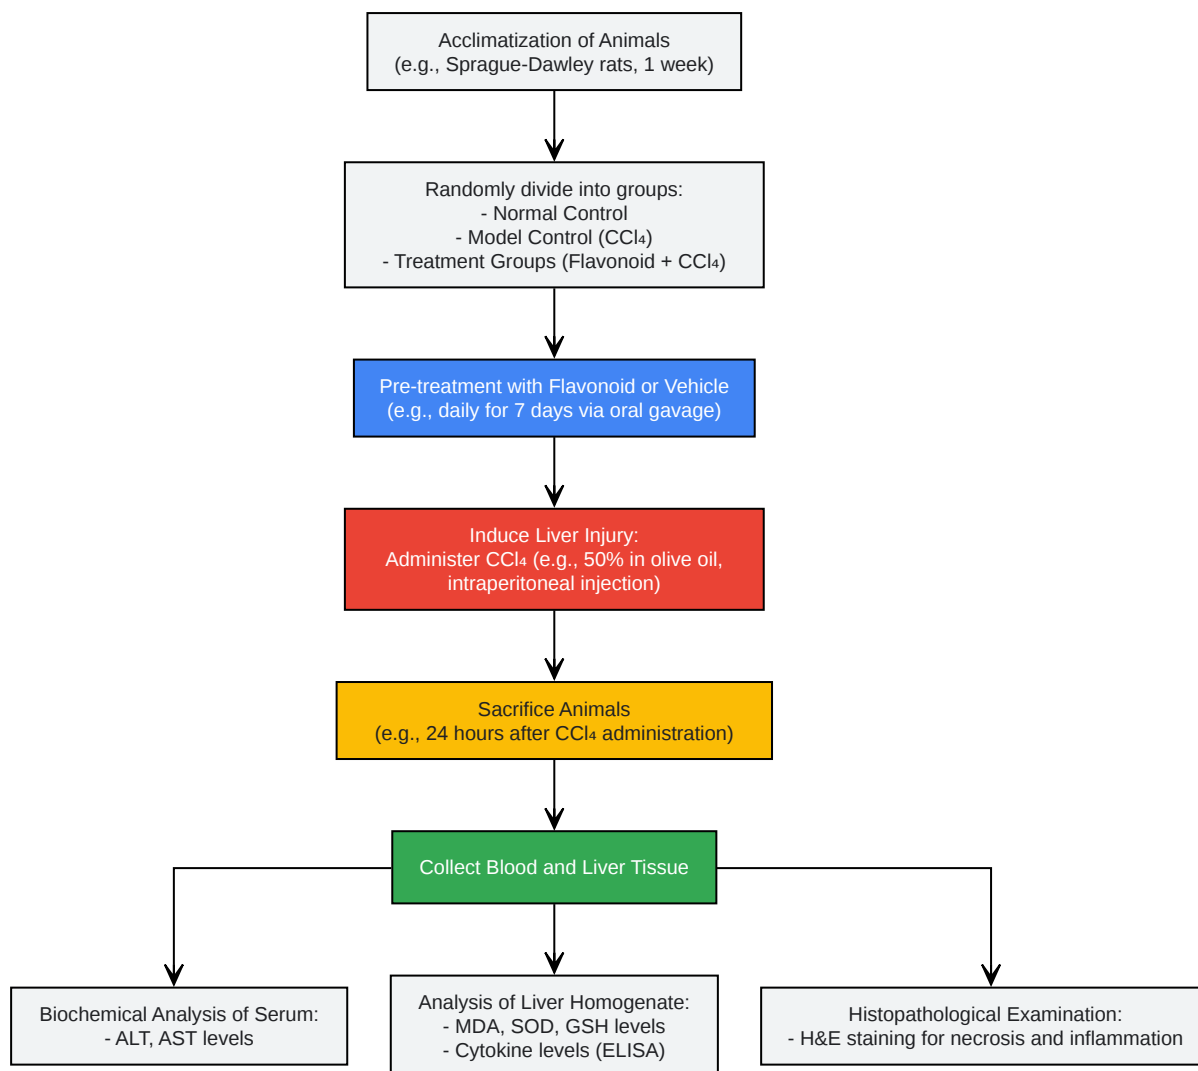 Acclimatization of Animals
(e.g., Sprague-Dawley rats, 1 week)
Randomly divide into groups:
- Normal Control
- Model Control (CCl₄)
- Treatment Groups (Flavonoid + CCl₄)
Pre-treatment with Flavonoid or Vehicle
(e.g., daily for 7 days via oral gavage)
Induce Liver Injury:
Administer CCl₄ (e.g., 50% in olive oil,
intraperitoneal injection)
Sacrifice Animals
(e.g., 24 hours after CCl₄ administration)
Collect Blood and Liver Tissue
Biochemical Analysis of Serum:
- ALT, AST levels
Analysis of Liver Homogenate:
- MDA, SOD, GSH levels
- Cytokine levels (ELISA)
Histopathological Examination:
- H&E staining for necrosis and inflammation